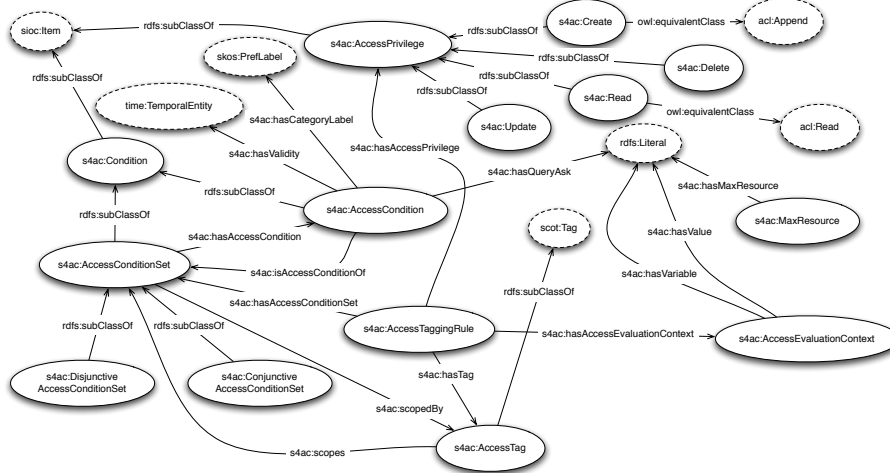 s4ac:Create
owl:equivalentClass
acl:Append
rdfs:subClassOf
rdfs:subClassOf
sioc:Item
s4ac:AccessPrivilege
skos:PrefLabel
rdfs:subClassOf
rdfs:subClassOf
s4ac:Delete
rdfs:subClassOf
rdfs:subClassOf
s4ac:Read
owl:equivalentClass
time:TemporalEntity
s4ac:hasCategoryLabel
s4ac:Update
acl:Read
s4ac:hasAccessPrivilege
rdfs:Literal
s4ac:Condition
s4ac:hasValidity
s4ac:hasQueryAsk
rdfs:subClassOf
s4ac:hasMaxResource
rdfs:subClassOf
s4ac:AccessCondition
s4ac:MaxResource
scot:Tag
s4ac:hasValue
s4ac:hasAccessCondition
s4ac:AccessConditionSet
s4ac:isAccessConditionOf
s4ac:hasVariable
rdfs:subClassOf
s4ac:hasAccessConditionSet
rdfs:subClassOf
rdfs:subClassOf
s4ac:AccessTaggingRule
s4ac:hasAccessEvaluationContext
s4ac:AccessEvaluationContext
s4ac:hasTag
s4ac:Disjunctive
AccessConditionSet
s4ac:Conjunctive
AccessConditionSet
s4ac:scopedBy
s4ac:scopes
s4ac:AccessTag